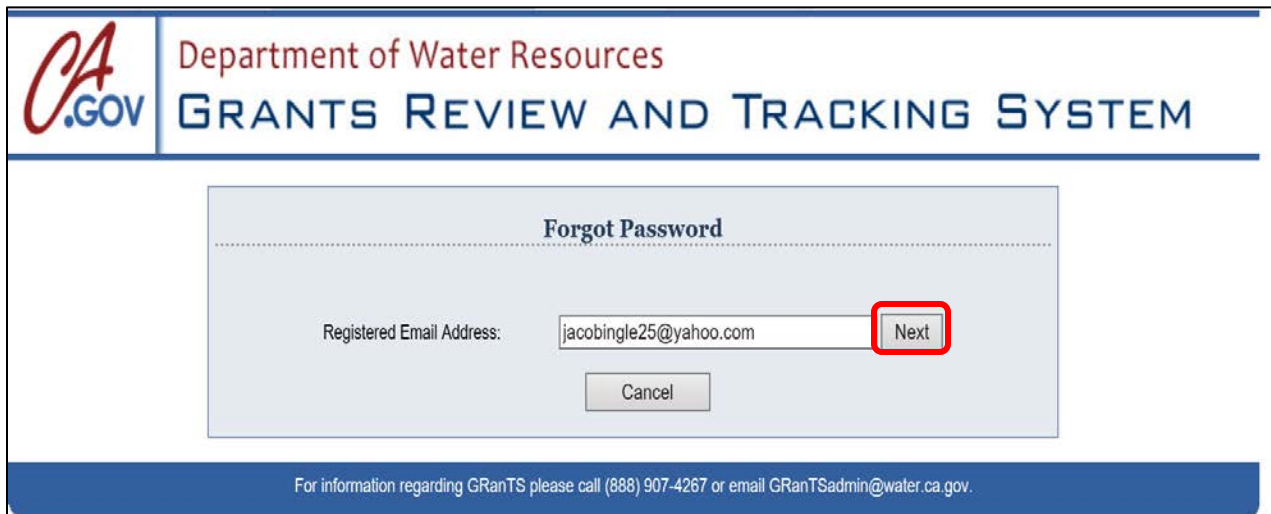 CA
.GOV
Department of Water Resources
GRANTS REVIEW AND TRACKING SYSTEM
Forgot Password
Registered Email Address: jacobingle25@yahoo.com Next
Cancel
For information regarding GRanTS please call (888) 907-4267 or email GRanTSadmin@water.ca.gov.